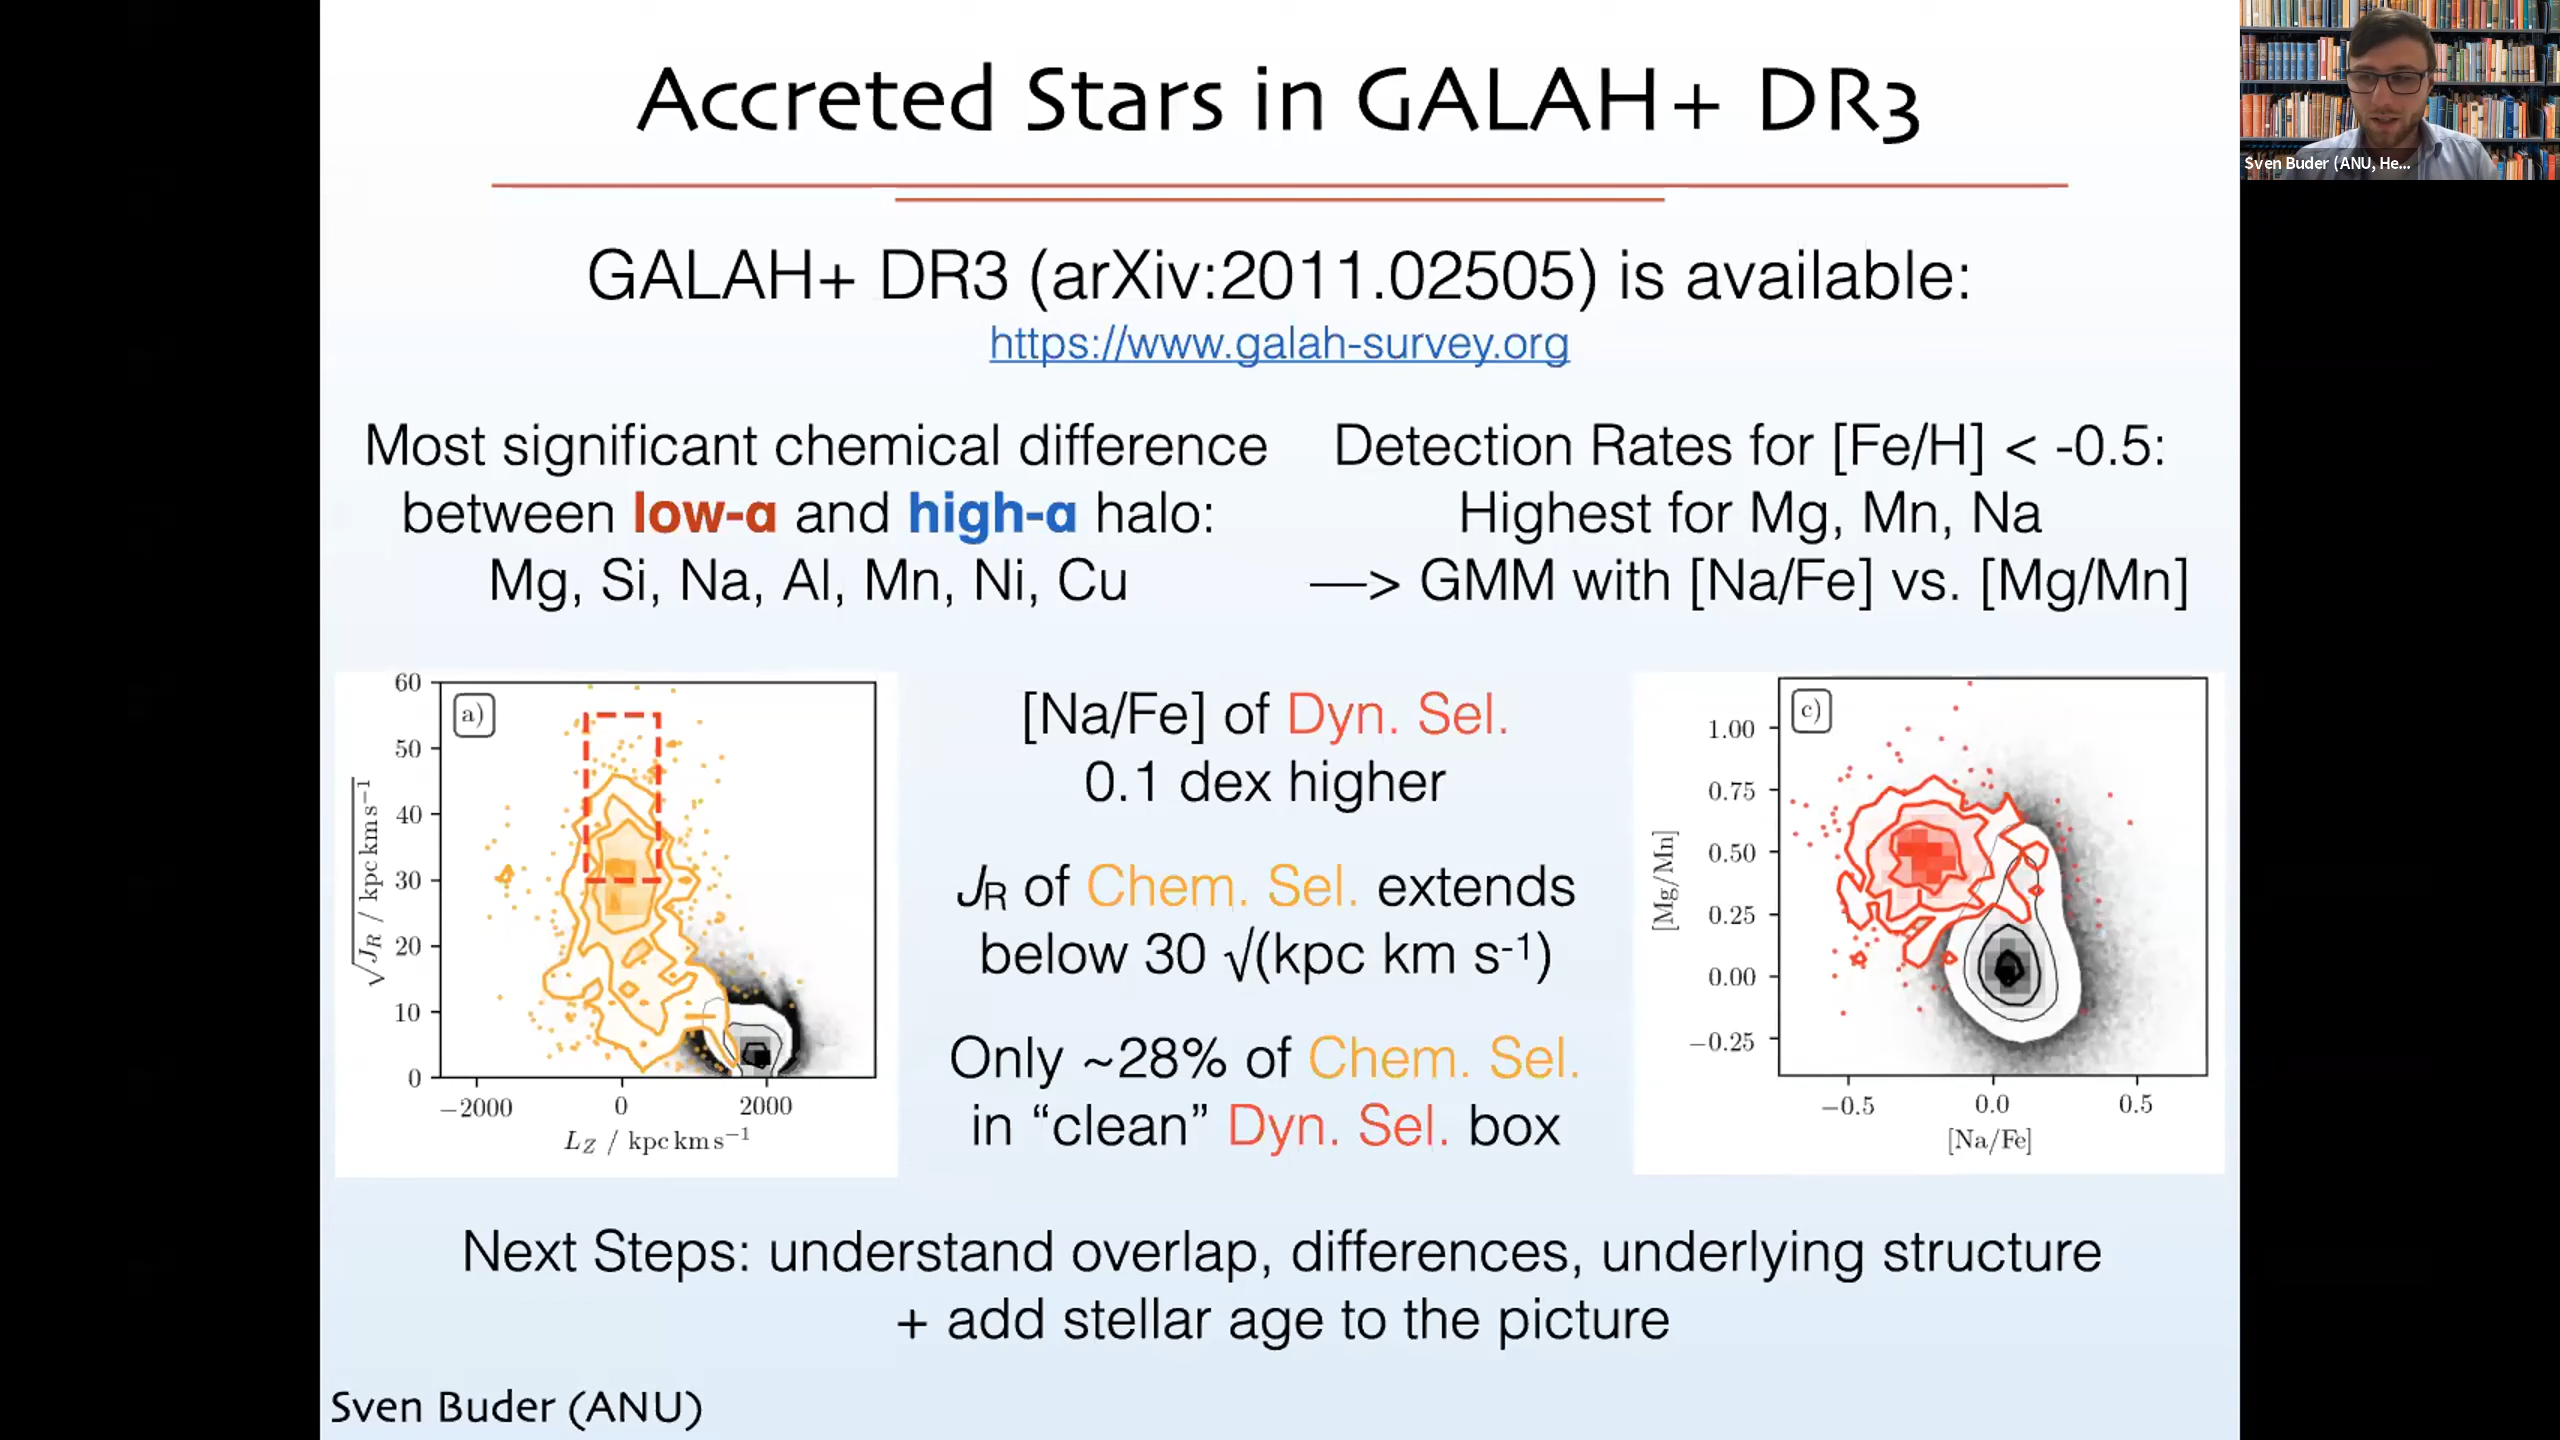 Accreted Stars in GALAH+ DR3
Sven Buder (ANU, He...
GALAH+ DR3 (arXiv:2011.02505) is available:
https://www.galah-survey.org
Most significant chemical difference
between low-α and high-α halo:
Mg, Si, Na, Al, Mn, Ni, Cu
Detection Rates for [Fe/H] < -0.5:
Highest for Mg, Mn, Na
—> GMM with [Na/Fe] vs. [Mg/Mn]
a)
60
50
40
30
20
10
0
√J_R / kpc km s⁻¹
−2000 0 2000
L_Z / kpc km s⁻¹
[Na/Fe] of Dyn. Sel.
0.1 dex higher
J_R of Chem. Sel. extends
below 30 √(kpc km s⁻¹)
Only ~28% of Chem. Sel.
in “clean” Dyn. Sel. box
c)
1.00
0.75
0.50
0.25
0.00
−0.25
[Mg/Mn]
−0.5 0.0 0.5
[Na/Fe]
Next Steps: understand overlap, differences, underlying structure
+ add stellar age to the picture
Sven Buder (ANU)